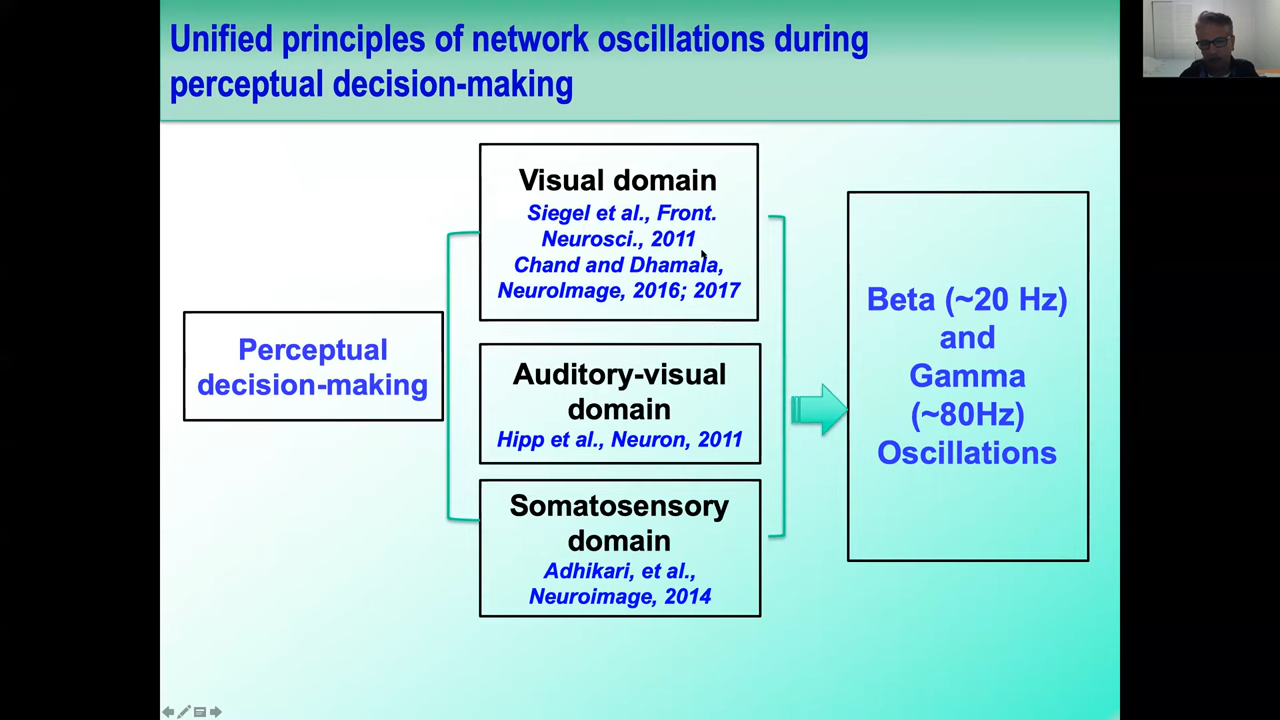 Unified principles of network oscillations during
perceptual decision-making
Perceptual
decision-making
Visual domain
Siegel et al., Front.
Neurosci., 2011
Chand and Dhamala,
NeuroImage, 2016; 2017
Auditory-visual
domain
Hipp et al., Neuron, 2011
Somatosensory
domain
Adhikari, et al.,
Neuroimage, 2014
Beta (~20 Hz)
and
Gamma
(~80Hz)
Oscillations